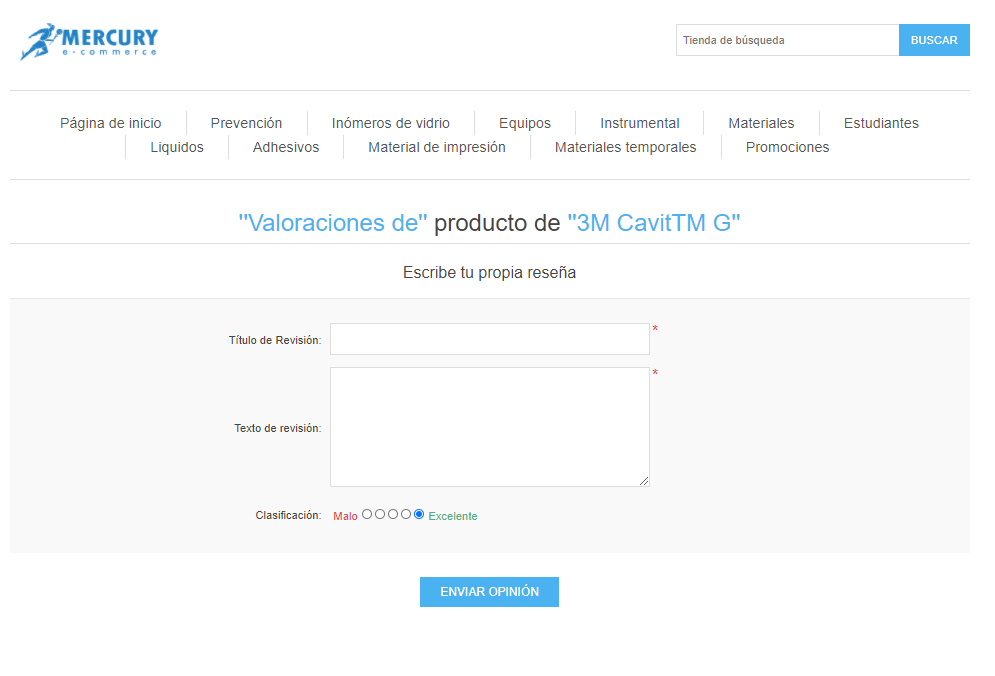 MERCURY
e-commerce
Tienda de búsqueda
BUSCAR
Página de inicio Prevención Inómeros de vidrio Equipos Instrumental Materiales Estudiantes
Liquidos Adhesivos Material de impresión Materiales temporales Promociones
"Valoraciones de" producto de "3M CavitTM G"
Escribe tu propia reseña
Título de Revisión: *
Texto de revisión: *
Clasificación: Malo Excelente
ENVIAR OPINIÓN